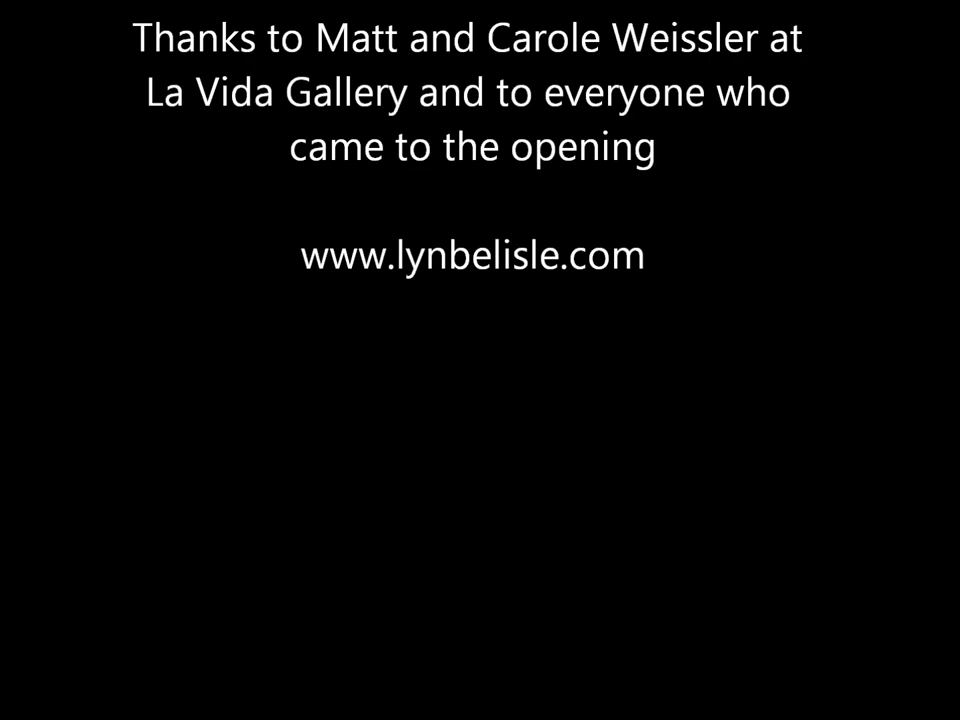 Thanks to Matt and Carole Weissler at
La Vida Gallery and to everyone who
came to the opening
www.lynbelisle.com